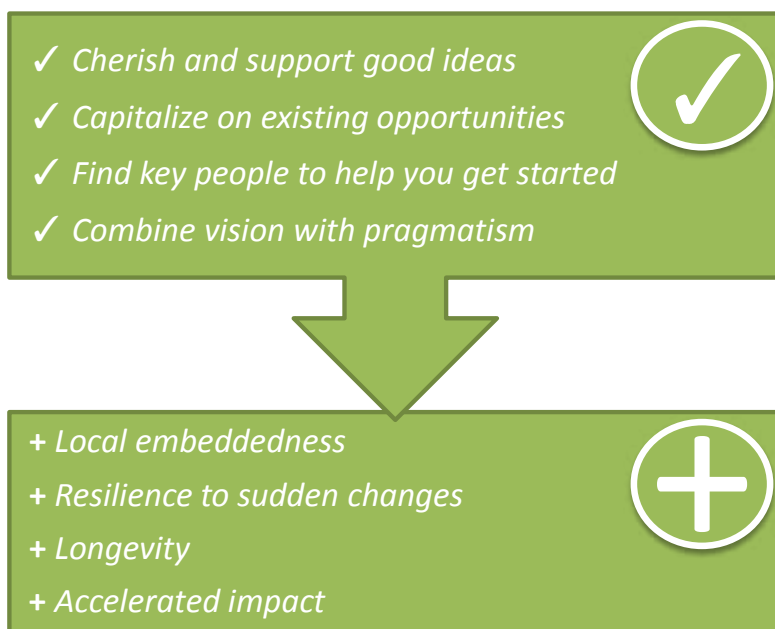 ✓ Cherish and support good ideas
✓ Capitalize on existing opportunities
✓ Find key people to help you get started
✓ Combine vision with pragmatism
+ Local embeddedness
+ Resilience to sudden changes
+ Longevity
+ Accelerated impact